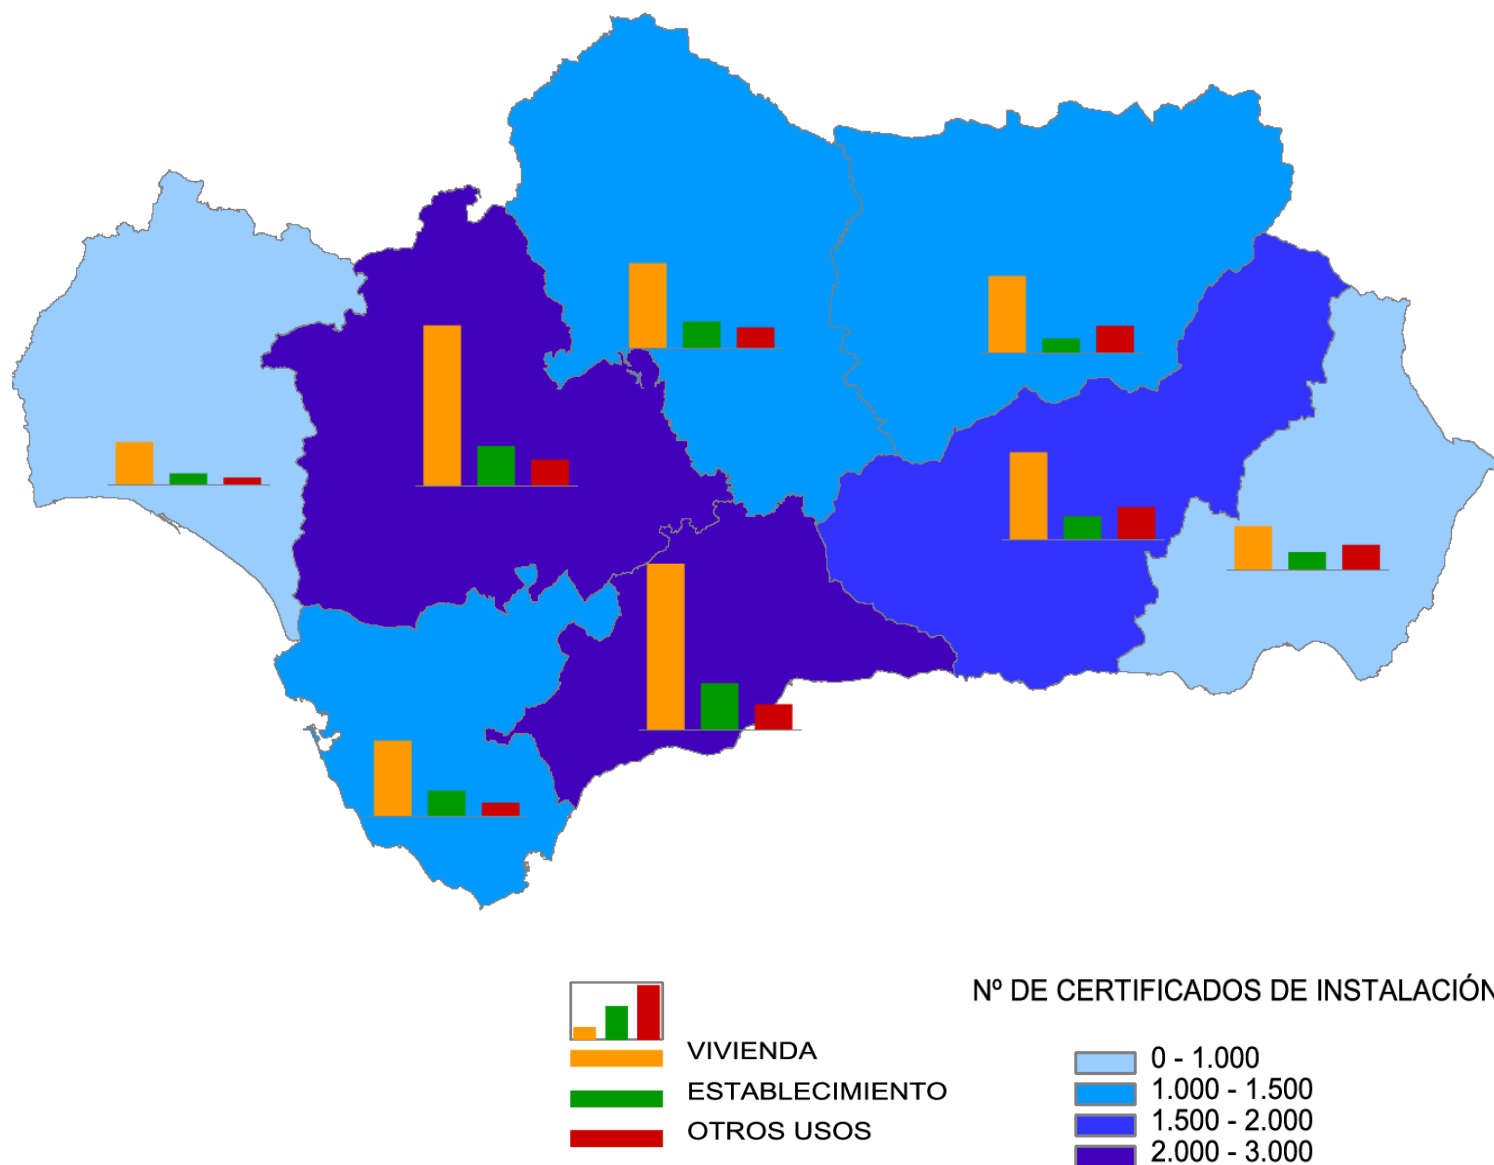 Nº DE CERTIFICADOS DE INSTALACIÓN
VIVIENDA
ESTABLECIMIENTO
OTROS USOS
0 - 1.000
1.000 - 1.500
1.500 - 2.000
2.000 - 3.000